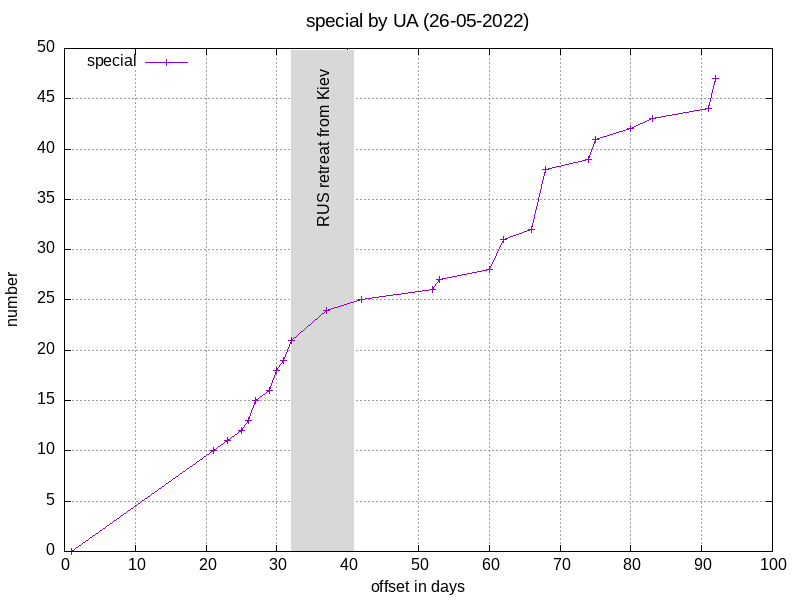 special by UA (26-05-2022)
special
RUS retreat from Kiev
number
50
45
40
35
30
25
20
15
10
5
0
0 10 20 30 40 50 60 70 80 90 100
offset in days